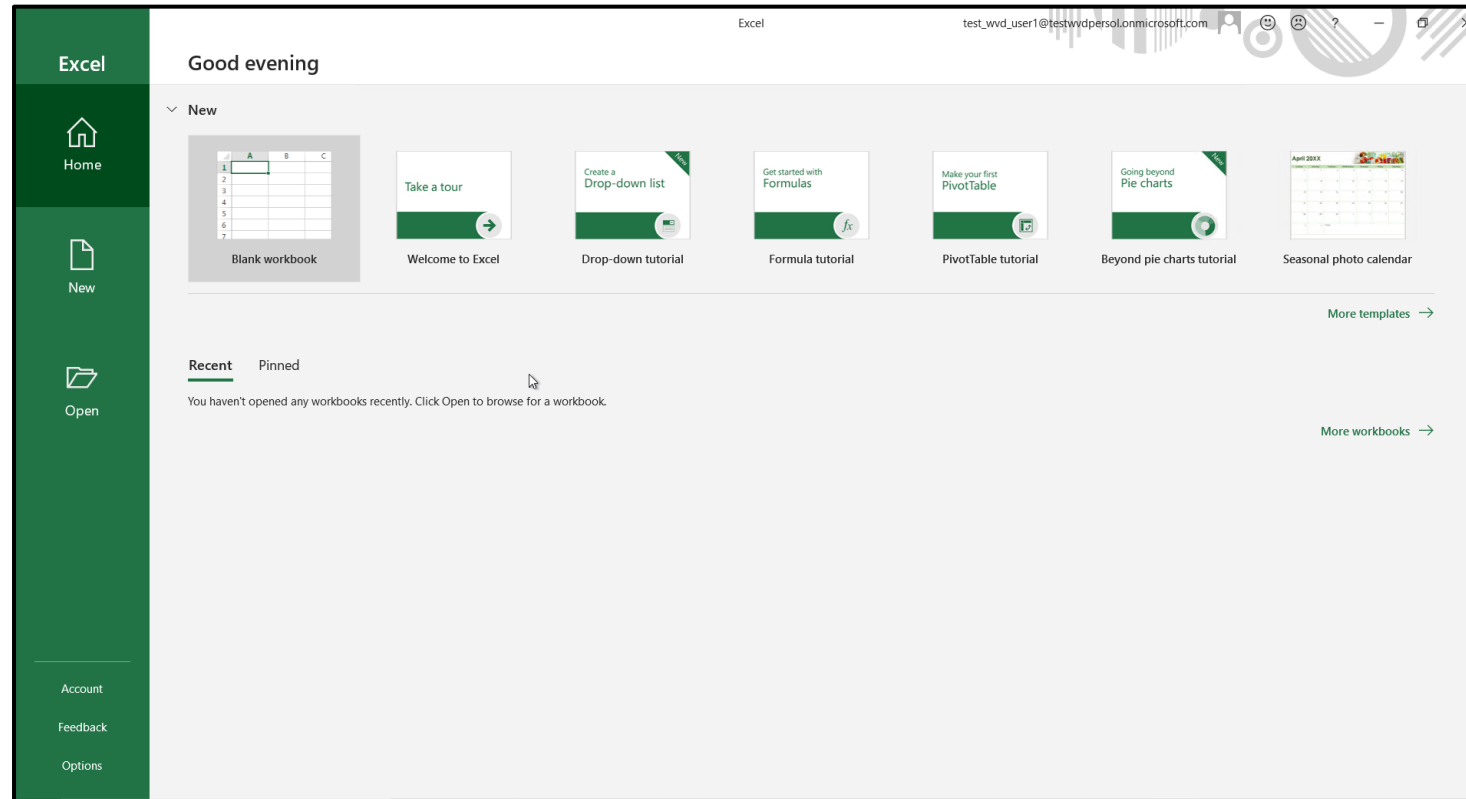 Excel
test_wvd_user1@testwvdpersol.onmicrosoft.com
?
Excel
Good evening
Home
New
Open
Account
Feedback
Options
New
A B C
1
2
3
4
5
6
7
Blank workbook
Take a tour
Welcome to Excel
New
Create a
Drop-down list
Drop-down tutorial
Get started with
Formulas
fx
Formula tutorial
Make your first
PivotTable
PivotTable tutorial
New
Going beyond
Pie charts
Beyond pie charts tutorial
April 20XX
Seasonal photo calendar
More templates
Recent Pinned
You haven't opened any workbooks recently. Click Open to browse for a workbook.
More workbooks